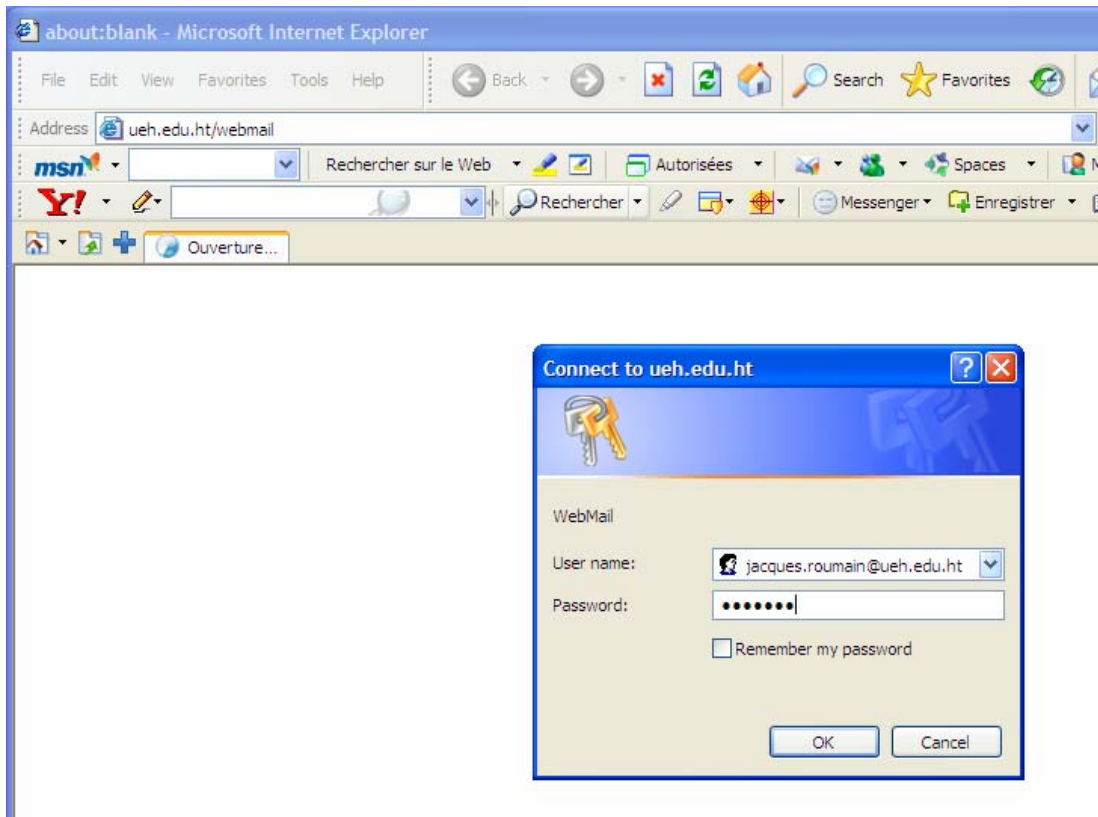 about:blank - Microsoft Internet Explorer
File Edit View Favorites Tools Help Back Search Favorites
Address ueh.edu.ht/webmail
msn Rechercher sur le Web Autorisées Spaces M
Y! Rechercher Messenger Enregistrer
Ouverture...
Connect to ueh.edu.ht
WebMail
User name: jacques.roumain@ueh.edu.ht
Password: •••••••
Remember my password
OK Cancel